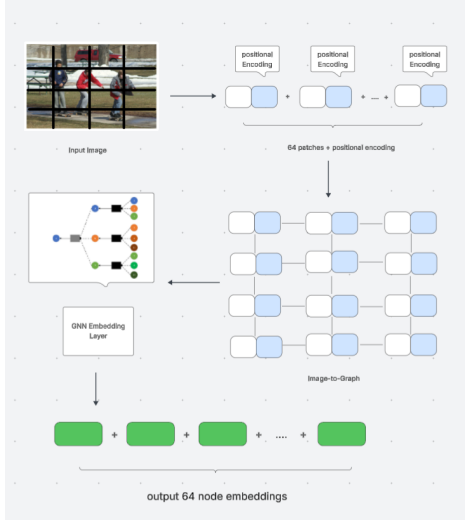 positional
Encoding
positional
Encoding
positional
Encoding
+
+
+ ... +
Input Image
64 patches + positional encoding
GNN Embedding
Layer
Image-to-Graph
+
+
+
....
+
output 64 node embeddings